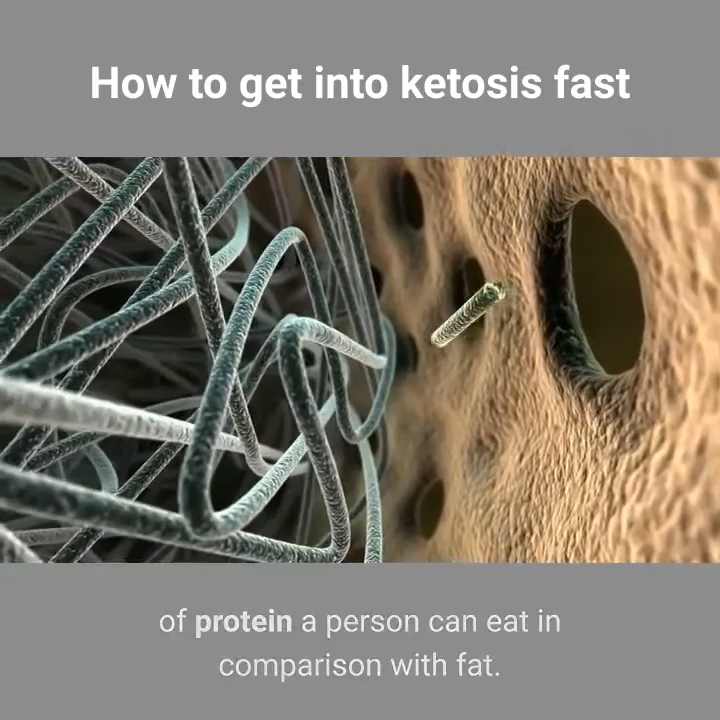 How to get into ketosis fast
of protein a person can eat in
comparison with fat.